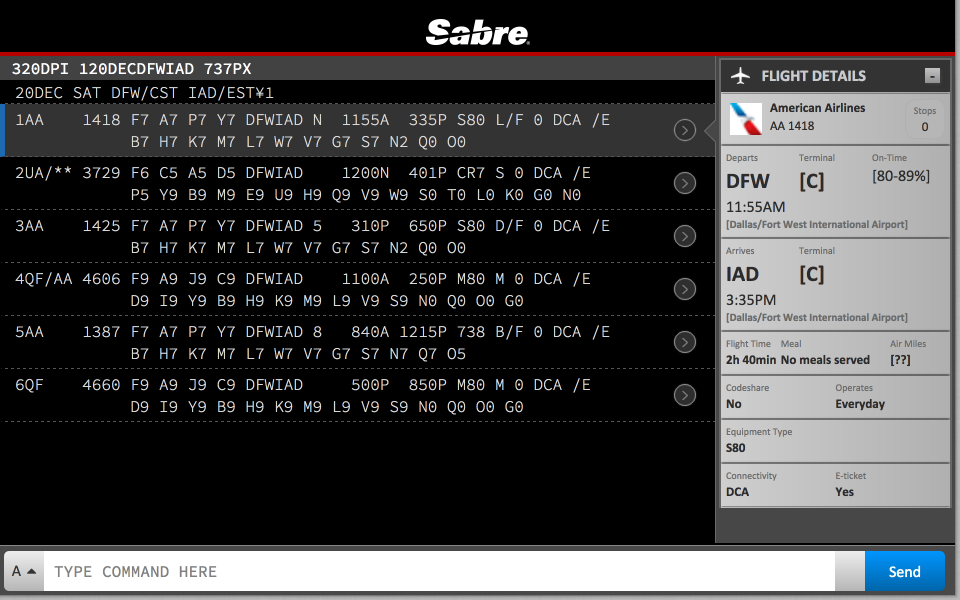 Sabre
320DPI 120DECDFWIAD 737PX
20DEC SAT DFW/CST IAD/EST¥1
1AA 1418 F7 A7 P7 Y7 DFWIAD N 1155A 335P S80 L/F 0 DCA /E
B7 H7 K7 M7 L7 W7 V7 G7 S7 N2 Q0 O0
2UA/** 3729 F6 C5 A5 D5 DFWIAD 1200N 401P CR7 S 0 DCA /E
P5 Y9 B9 M9 E9 U9 H9 Q9 V9 W9 S0 T0 L0 K0 G0 N0
3AA 1425 F7 A7 P7 Y7 DFWIAD 5 310P 650P S80 D/F 0 DCA /E
B7 H7 K7 M7 L7 W7 V7 G7 S7 N2 Q0 O0
4QF/AA 4606 F9 A9 J9 C9 DFWIAD 1100A 250P M80 M 0 DCA /E
D9 I9 Y9 B9 H9 K9 M9 L9 V9 S9 N0 Q0 O0 G0
5AA 1387 F7 A7 P7 Y7 DFWIAD 8 840A 1215P 738 B/F 0 DCA /E
B7 H7 K7 M7 L7 W7 V7 G7 S7 N7 Q7 O5
6QF 4660 F9 A9 J9 C9 DFWIAD 500P 850P M80 M 0 DCA /E
D9 I9 Y9 B9 H9 K9 M9 L9 V9 S9 N0 Q0 O0 G0
FLIGHT DETAILS -
American Airlines
AA 1418
Stops
0
Departs Terminal On-Time
DFW [C] [80-89%]
11:55AM
[Dallas/Fort West International Airport]
Arrives Terminal
IAD [C]
3:35PM
[Dallas/Fort West International Airport]
Flight Time Meal Air Miles
2h 40min No meals served [??]
Codeshare Operates
No Everyday
Equipment Type
S80
Connectivity E-ticket
DCA Yes
A TYPE COMMAND HERE Send